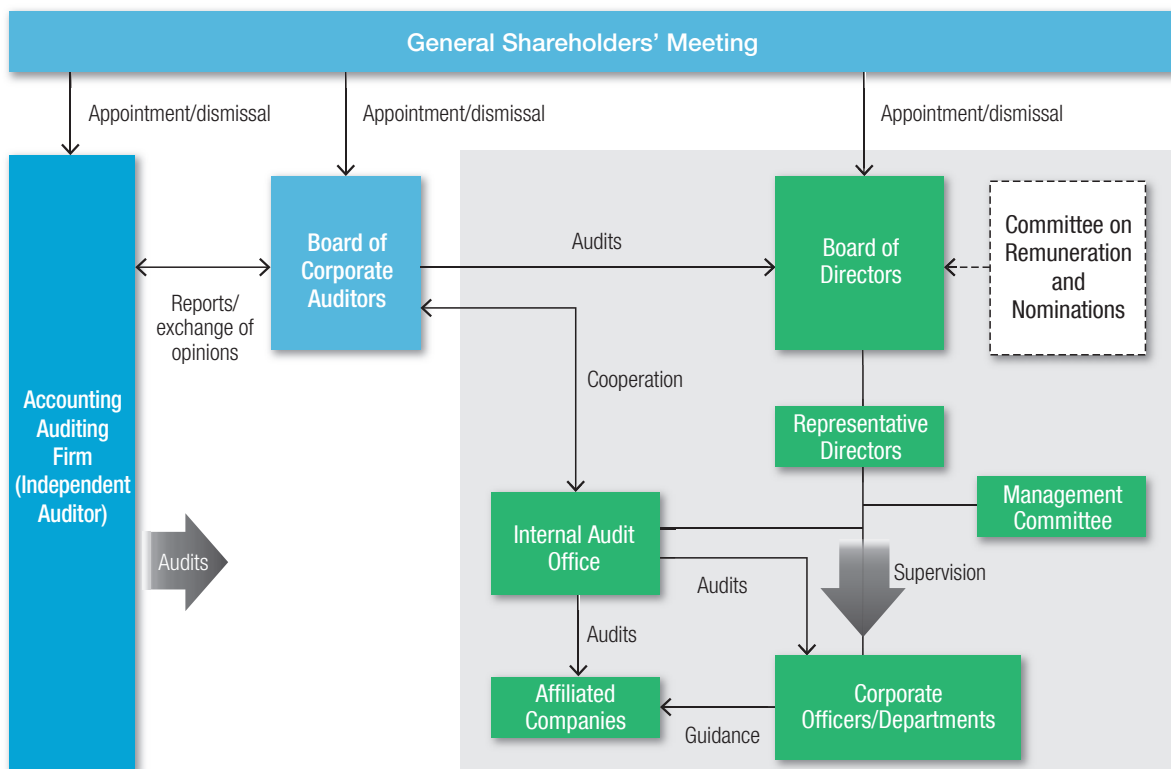 General Shareholders’ Meeting
Appointment/dismissal
Appointment/dismissal
Appointment/dismissal
Board of
Corporate
Auditors
Audits
Board of
Directors
Committee on
Remuneration
and
Nominations
Reports/
exchange of
opinions
Cooperation
Accounting
Auditing
Firm
(Independent
Auditor)
Representative
Directors
Management
Committee
Internal Audit
Office
Audits
Audits
Supervision
Audits
Affiliated
Companies
Guidance
Corporate
Officers/Departments